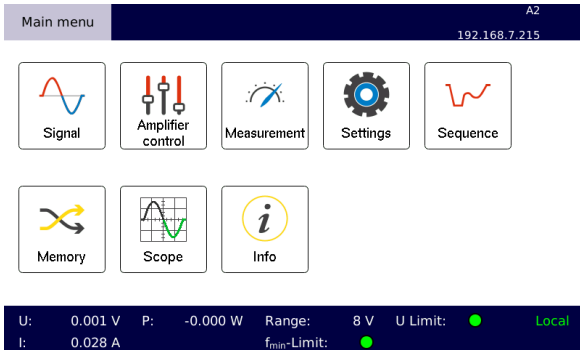 Main menu
A2
192.168.7.215
Signal
Amplifier
control
Measurement
Settings
Sequence
Memory
Scope
i
Info
U: 0.001 V P: -0.000 W Range: 8 V U Limit: Local
I: 0.028 A fmin-Limit: